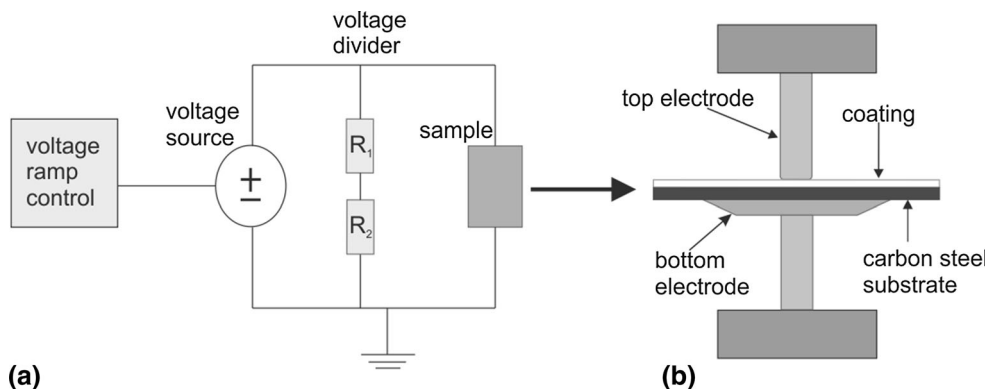 voltage
divider
voltage
source
sample
voltage
ramp
control
R1
R2
+
−
(a)
top electrode
coating
bottom
electrode
carbon steel
substrate
(b)